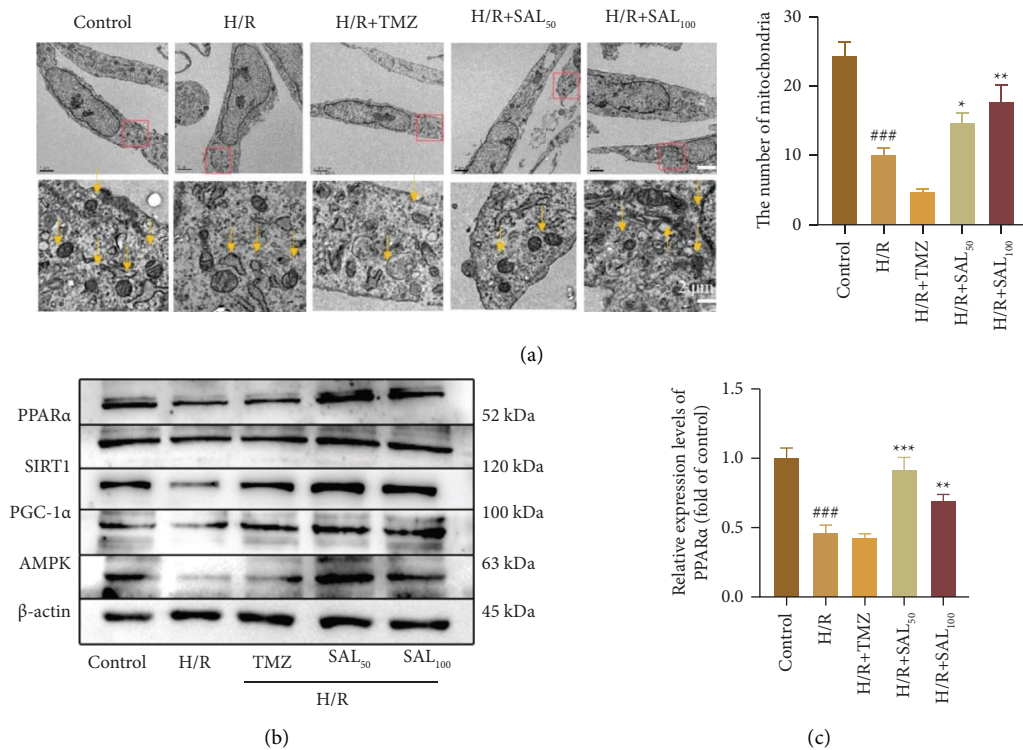 Control H/R H/R+TMZ H/R+SAL₅₀ H/R+SAL₁₀₀
2 μm
The number of mitochondria
30
20
10
0
###
*
**
Control
H/R
H/R+TMZ
H/R+SAL₅₀
H/R+SAL₁₀₀
(a)
PPARα 52 kDa
SIRT1 120 kDa
PGC-1α 100 kDa
AMPK 63 kDa
β-actin 45 kDa
Control H/R TMZ SAL₅₀ SAL₁₀₀
H/R
(b)
Relative expression levels of
PPARα (fold of control)
1.5
1.0
0.5
0.0
###
***
**
Control
H/R
H/R+TMZ
H/R+SAL₅₀
H/R+SAL₁₀₀
(c)